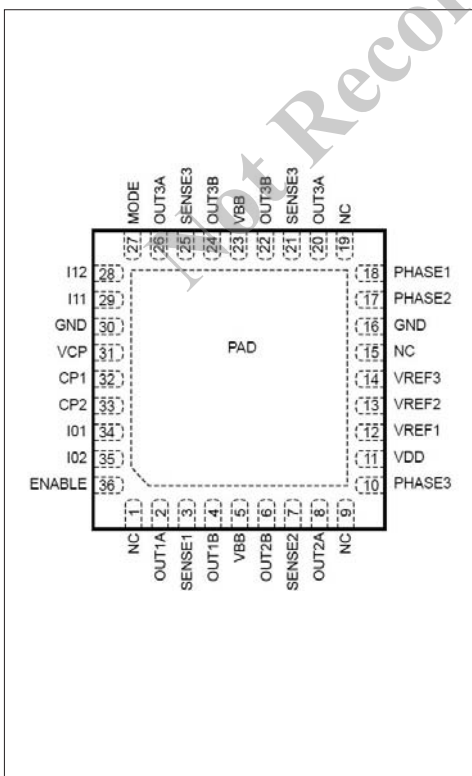 Not Recor
MODE
OUT3A
SENSE3
OUT3B
VBB
OUT3B
SENSE3
OUT3A
NC
27
26
25
24
23
22
21
20
19
I12 28
I11 29
GND 30
VCP 31
CP1 32
CP2 33
I01 34
I02 35
ENABLE 36
PAD
18 PHASE1
17 PHASE2
16 GND
15 NC
14 VREF3
13 VREF2
12 VREF1
11 VDD
10 PHASE3
1
2
3
4
5
6
7
8
9
NC
OUT1A
SENSE1
OUT1B
VBB
OUT2B
SENSE2
OUT2A
NC